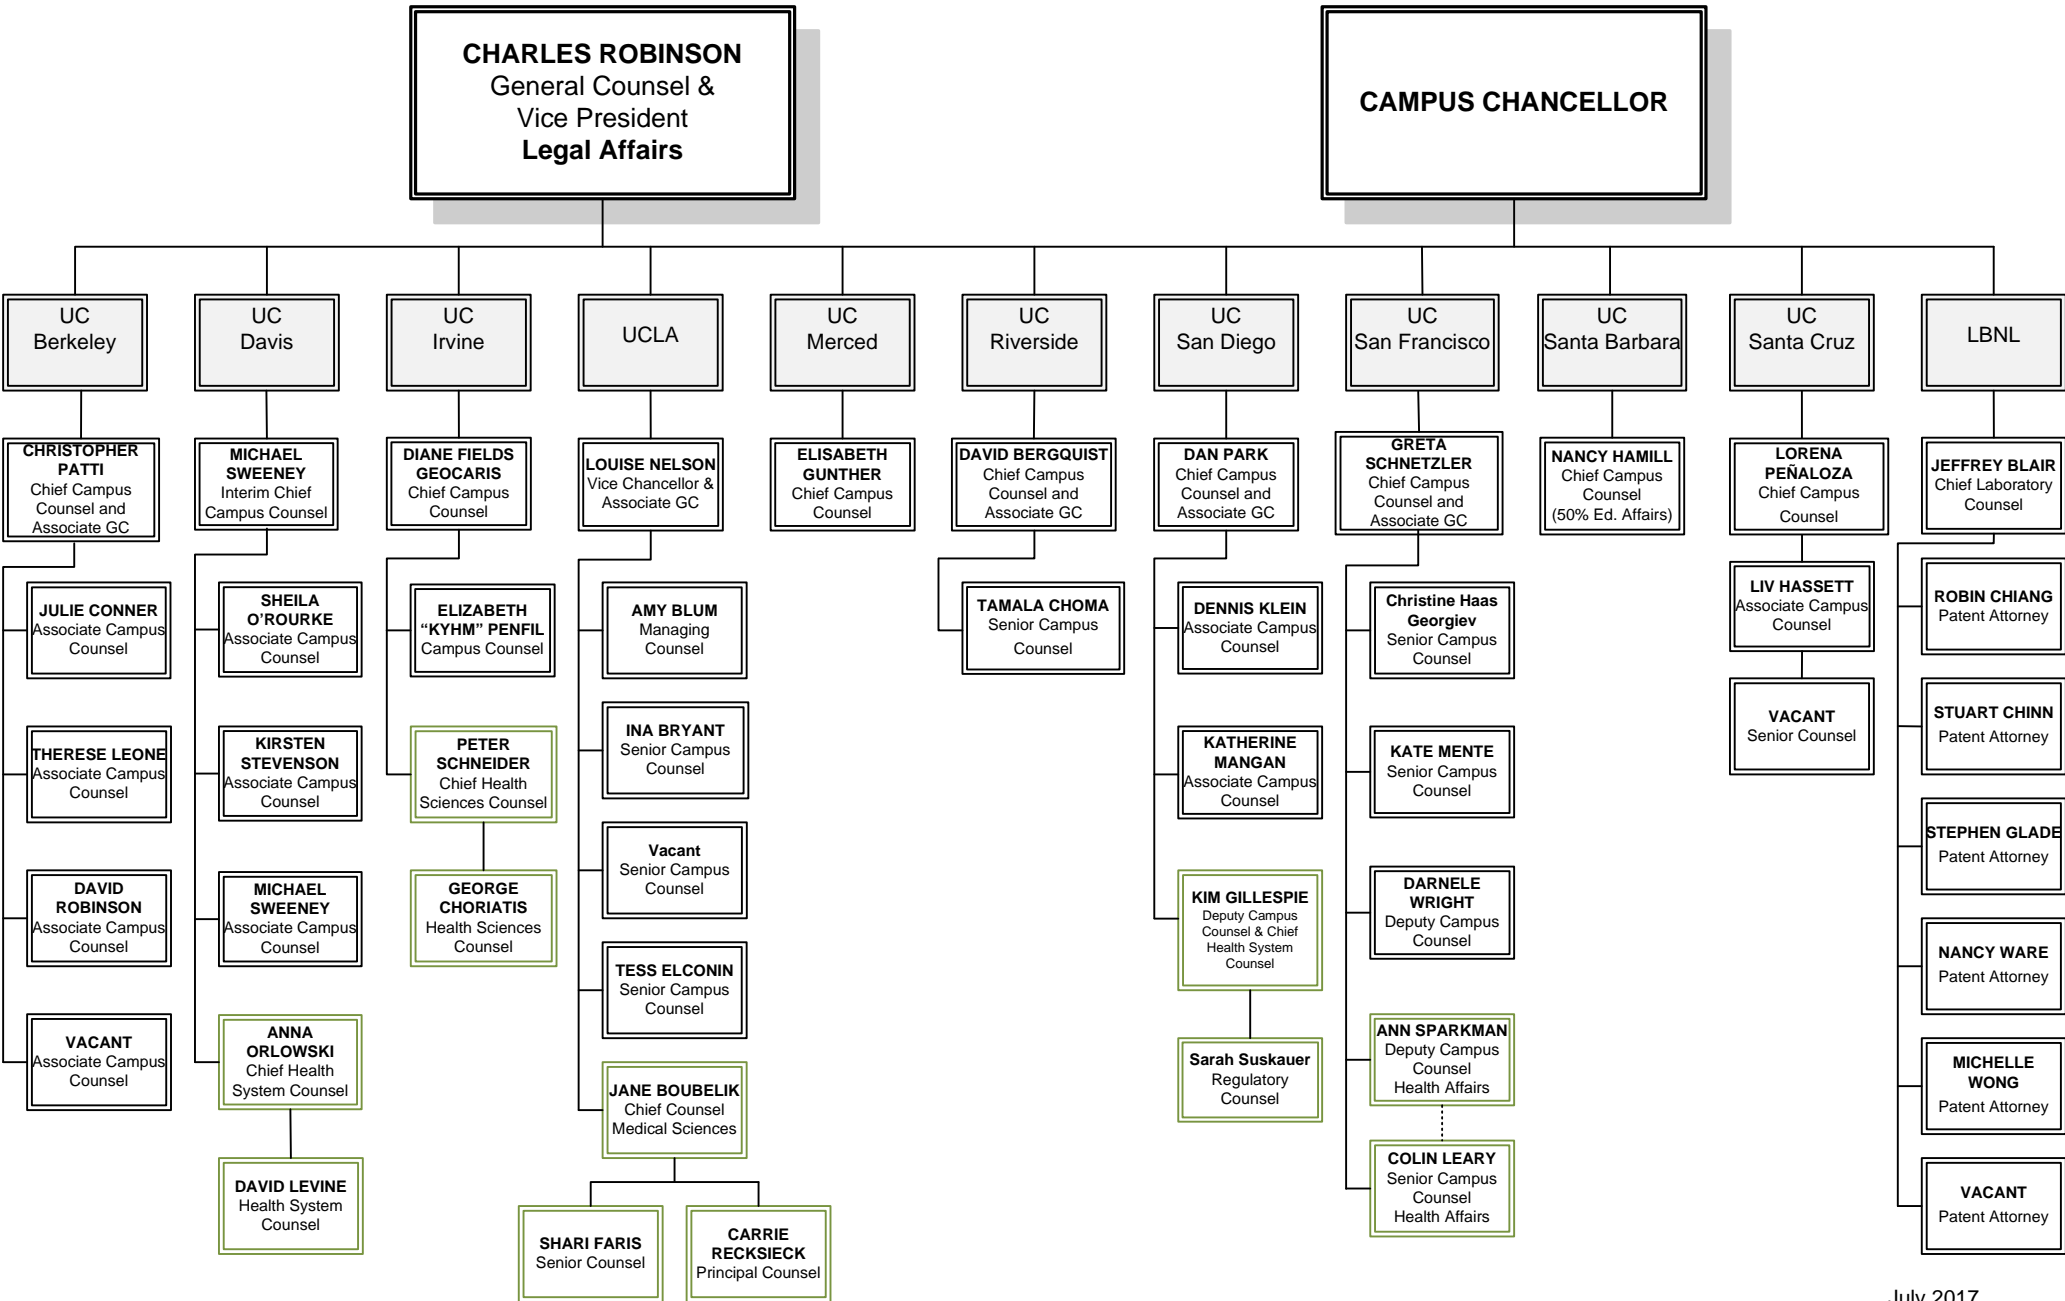 CHARLES ROBINSON
General Counsel &
Vice President
Legal Affairs
CAMPUS CHANCELLOR
UC
Berkeley
UC
Davis
UC
Irvine
UCLA
UC
Merced
UC
Riverside
UC
San Diego
UC
San Francisco
UC
Santa Barbara
UC
Santa Cruz
LBNL
CHRISTOPHER
PATTI
Chief Campus
Counsel and
Associate GC
MICHAEL
SWEENEY
Interim Chief
Campus Counsel
DIANE FIELDS
GEOCARIS
Chief Campus
Counsel
LOUISE NELSON
Vice Chancellor &
Associate GC
ELISABETH
GUNTHER
Chief Campus
Counsel
DAVID BERGQUIST
Chief Campus
Counsel and
Associate GC
DAN PARK
Chief Campus
Counsel and
Associate GC
GRETA
SCHNETZLER
Chief Campus
Counsel and
Associate GC
NANCY HAMILL
Chief Campus
Counsel
(50% Ed. Affairs)
LORENA
PEÑALOZA
Chief Campus
Counsel
JEFFREY BLAIR
Chief Laboratory
Counsel
JULIE CONNER
Associate Campus
Counsel
SHEILA
O'ROURKE
Associate Campus
Counsel
ELIZABETH
“KYHM” PENFIL
Campus Counsel
AMY BLUM
Managing
Counsel
TAMALA CHOMA
Senior Campus
Counsel
DENNIS KLEIN
Associate Campus
Counsel
Christine Haas
Georgiev
Senior Campus
Counsel
LIV HASSETT
Associate Campus
Counsel
ROBIN CHIANG
Patent Attorney
THERESE LEONE
Associate Campus
Counsel
KIRSTEN
STEVENSON
Associate Campus
Counsel
PETER
SCHNEIDER
Chief Health
Sciences Counsel
INA BRYANT
Senior Campus
Counsel
KATHERINE
MANGAN
Associate Campus
Counsel
KATE MENTE
Senior Campus
Counsel
VACANT
Senior Counsel
STUART CHINN
Patent Attorney
STEPHEN GLADE
Patent Attorney
DAVID
ROBINSON
Associate Campus
Counsel
MICHAEL
SWEENEY
Associate Campus
Counsel
GEORGE
CHORIATIS
Health Sciences
Counsel
Vacant
Senior Campus
Counsel
KIM GILLESPIE
Deputy Campus
Counsel & Chief
Health System
Counsel
DARNELE
WRIGHT
Deputy Campus
Counsel
NANCY WARE
Patent Attorney
VACANT
Associate Campus
Counsel
ANNA
ORLOWSKI
Chief Health
System Counsel
TESS ELCONIN
Senior Campus
Counsel
Sarah Suskauer
Regulatory
Counsel
ANN SPARKMAN
Deputy Campus
Counsel
Health Affairs
MICHELLE
WONG
Patent Attorney
JANE BOUBELIK
Chief Counsel
Medical Sciences
DAVID LEVINE
Health System
Counsel
COLIN LEARY
Senior Campus
Counsel
Health Affairs
VACANT
Patent Attorney
SHARI FARIS
Senior Counsel
CARRIE
RECKSIECK
Principal Counsel
July 2017